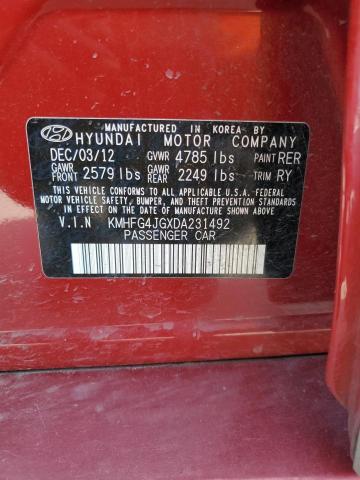 MANUFACTURED IN KOREA BY
HYUNDAI MOTOR COMPANY
DEC/03/12 GVWR 4785 lbs PAINT RER
GAWR FRONT 2579 lbs GAWR REAR 2249 lbs TRIM RY
THIS VEHICLE CONFORMS TO ALL APPLICABLE U.S.A. FEDERAL
MOTOR VEHICLE SAFETY, BUMPER, AND THEFT PREVENTION
STANDARDS IN EFFECT ON THE DATE OF MANUFACTURE SHOWN ABOVE.
V.I.N KMHFG4JGXDA231492
PASSENGER CAR